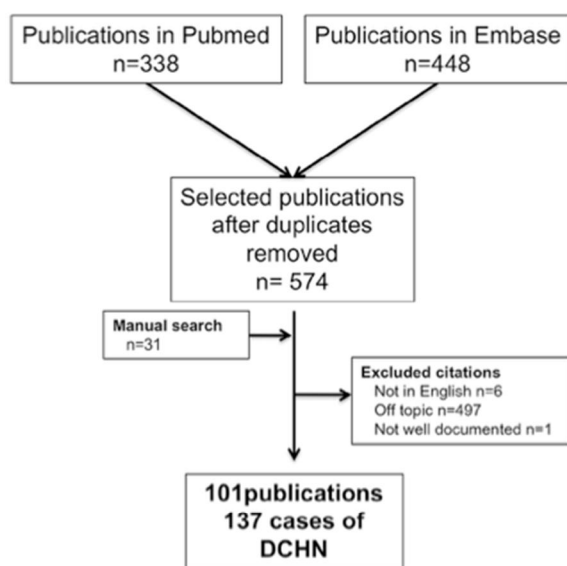 Publications in Pubmed
n=338
Publications in Embase
n=448
Selected publications
after duplicates
removed
n= 574
Manual search
n=31
Excluded citations
Not in English n=6
Off topic n=497
Not well documented n=1
101publications
137 cases of
DCHN